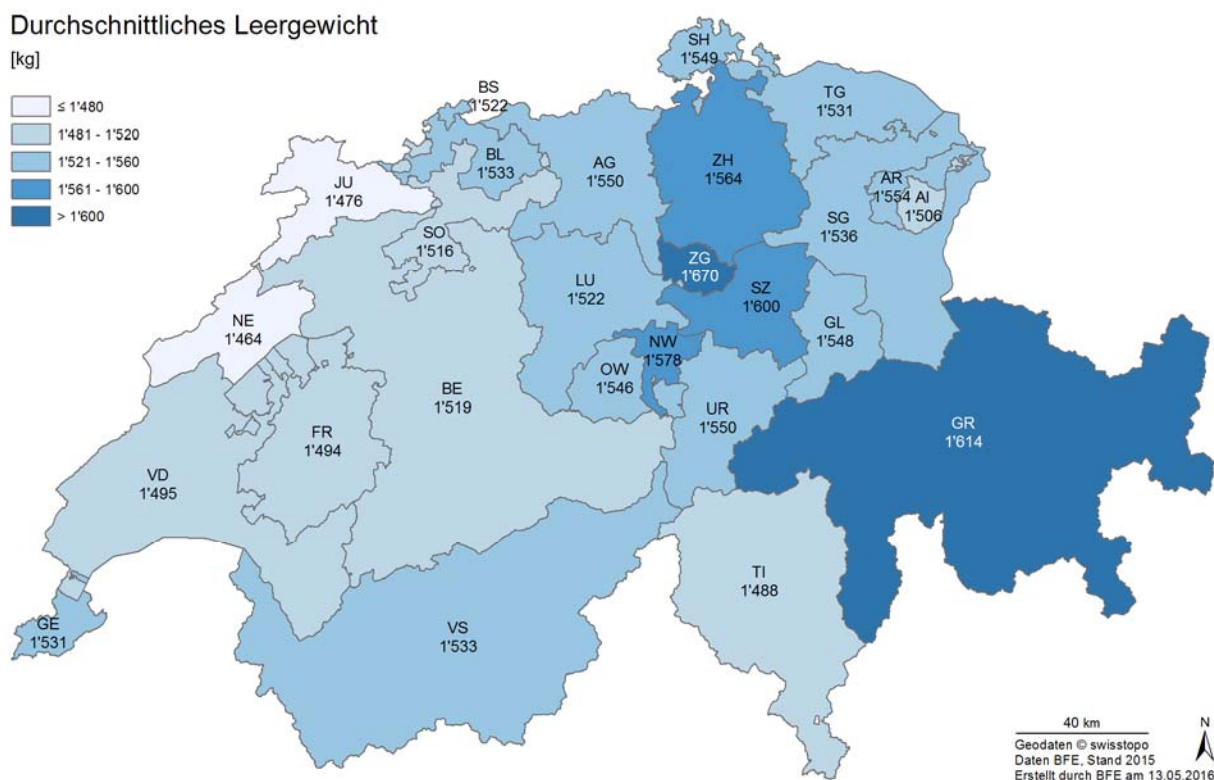 Durchschnittliches Leergewicht
[kg]
≤ 1'480
1'481 - 1'520
1'521 - 1'560
1'561 - 1'600
> 1'600
SH
1'549
BS
1'522
TG
1'531
BL
1'533
AG
1'550
ZH
1'564
JU
1'476
AR
1'554
AI
1'506
SG
1'536
SO
1'516
ZG
1'670
LU
1'522
SZ
1'600
NE
1'464
NW
1'578
GL
1'548
OW
1'546
BE
1'519
UR
1'550
GR
1'614
FR
1'494
VD
1'495
TI
1'488
GE
1'531
VS
1'533
40 km
N
Geodaten © swisstopo
Daten BFE, Stand 2015
Erstellt durch BFE am 13.05.2016